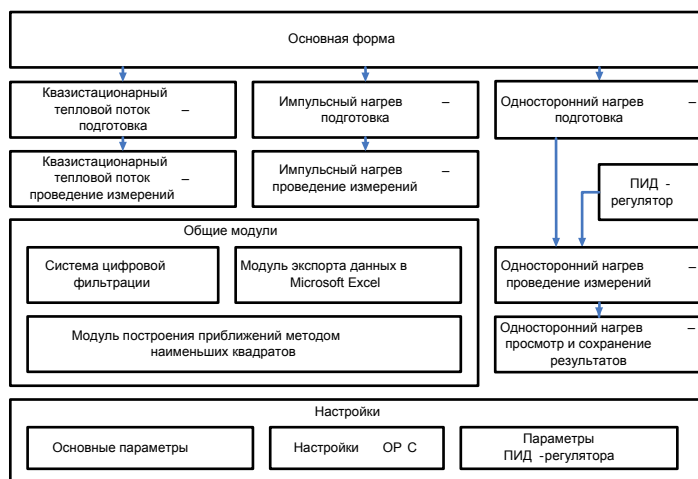 Основная форма
Квазистационарный
тепловой поток –
подготовка
Импульсный нагрев –
подготовка
Односторонний нагрев –
подготовка
Квазистационарный
тепловой поток –
проведение измерений
Импульсный нагрев –
проведение измерений
ПИД -
регулятор
Общие модули
Система цифровой
фильтрации
Модуль экспорта данных в
Microsoft Excel
Модуль построения приближений методом
наименьших квадратов
Односторонний нагрев –
проведение измерений
Односторонний нагрев –
просмотр и сохранение
результатов
Настройки
Основные параметры
Настройки OP C
Параметры
ПИД -регулятора